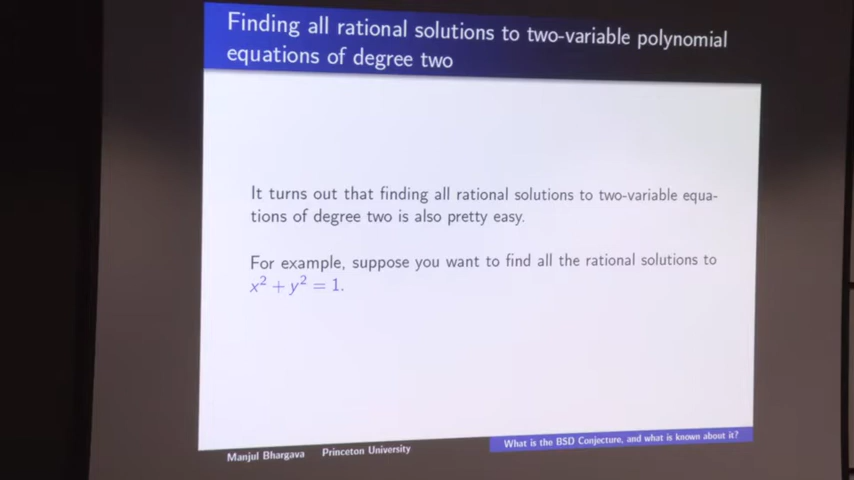 Finding all rational solutions to two-variable polynomial
equations of degree two
It turns out that finding all rational solutions to two-variable equa-
tions of degree two is also pretty easy.
For example, suppose you want to find all the rational solutions to
x² + y² = 1.
Manjul Bhargava Princeton University
What is the BSD Conjecture, and what is known about it?